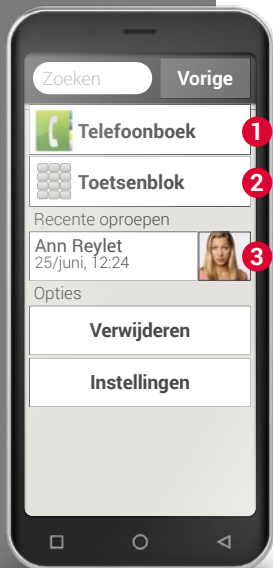 Zoeken
Vorige
Telefoonboek
1
Toetsenblok
2
Recente oproepen
Ann Reylet
25/juni, 12:24
3
Opties
Verwijderen
Instellingen